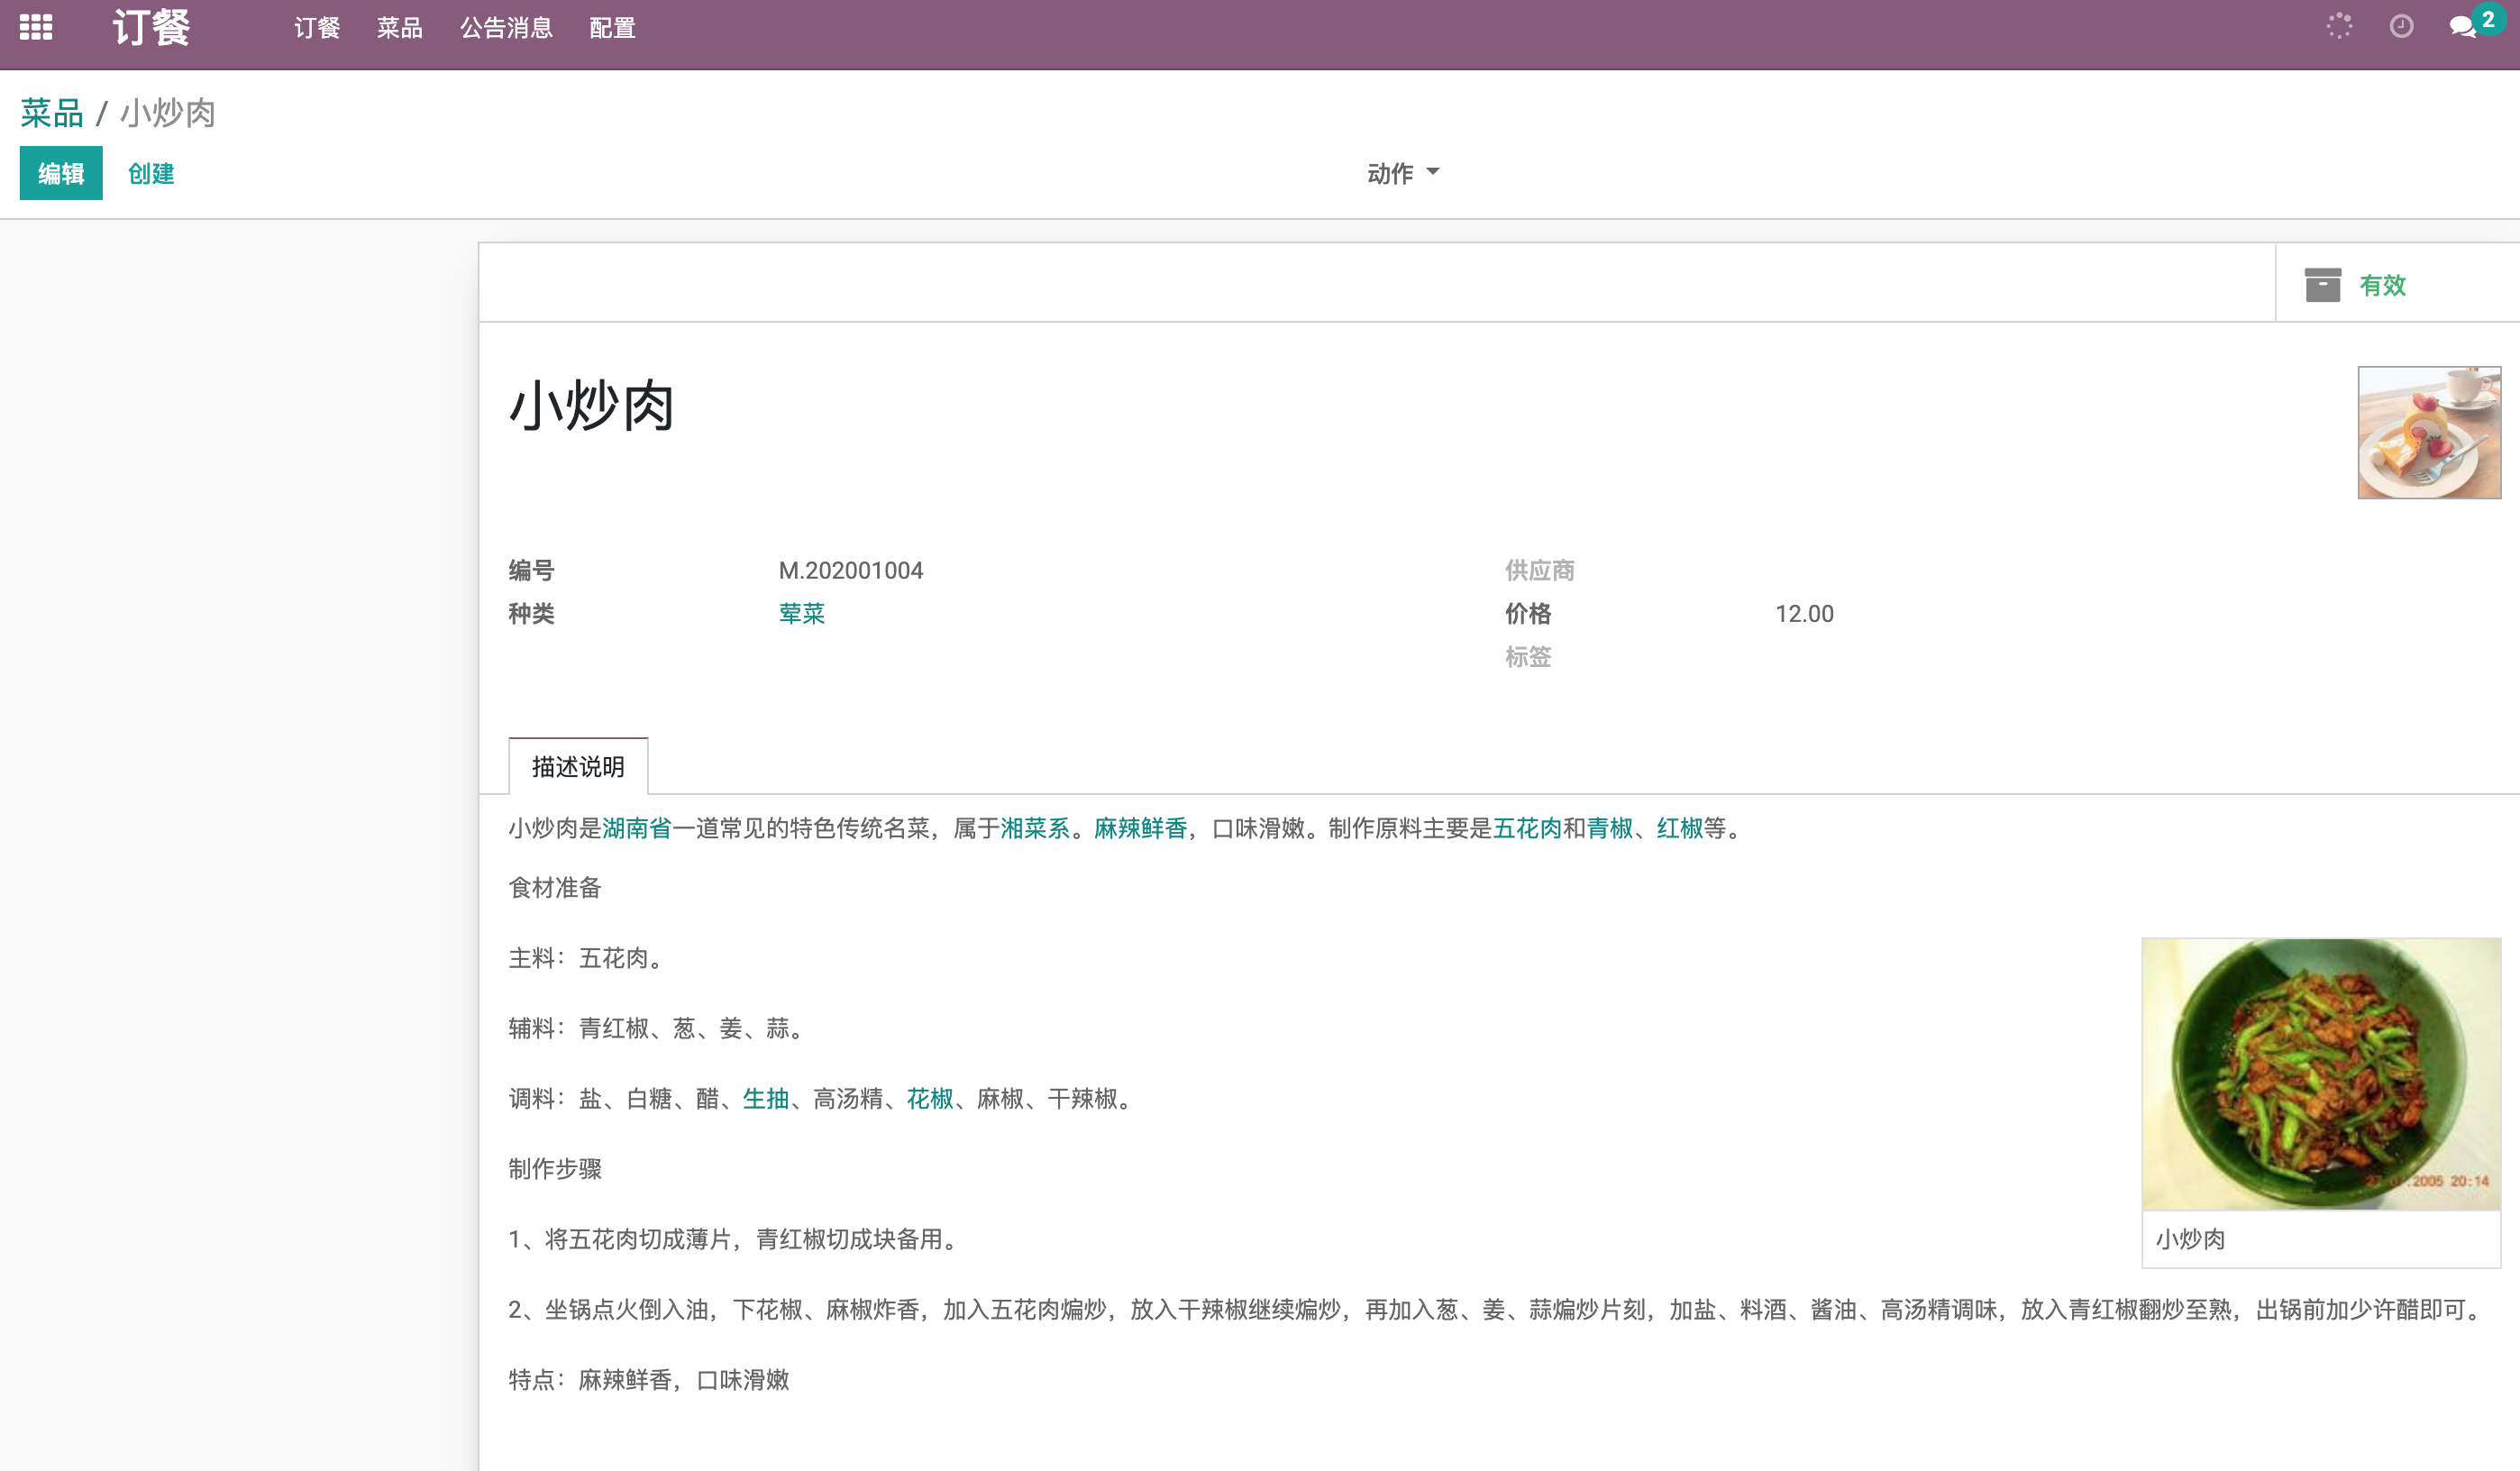 订餐 订餐 菜品 公告消息 配置 2
菜品 / 小炒肉
编辑 创建 动作
有效
小炒肉
编号 M.202001004 供应商
种类 荤菜 价格 12.00
标签
描述说明
小炒肉是湖南省一道常见的特色传统名菜，属于湘菜系。麻辣鲜香，口味滑嫩。制作原料主要是五花肉和青椒、红椒等。
食材准备
主料：五花肉。
辅料：青红椒、葱、姜、蒜。
调料：盐、白糖、醋、生抽、高汤精、花椒、麻椒、干辣椒。
制作步骤
2005 20:14
1、将五花肉切成薄片，青红椒切成块备用。
小炒肉
2、坐锅点火倒入油，下花椒、麻椒炸香，加入五花肉煸炒，放入干辣椒继续煸炒，再加入葱、姜、蒜煸炒片刻，加盐、料酒、酱油、高汤精调味，放入青红椒翻炒至熟，出锅前加少许醋即可。
特点：麻辣鲜香，口味滑嫩